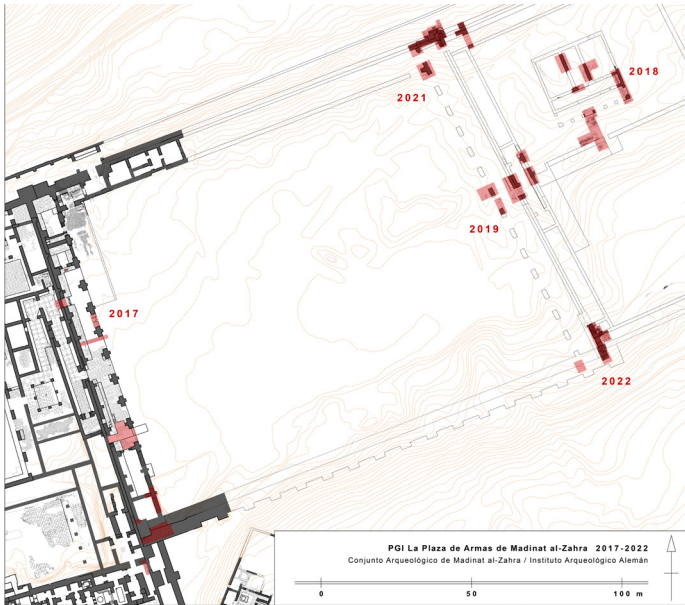 2018
2021
2019
2017
2022
PGI La Plaza de Armas de Madinat al-Zahra 2017-2022
Conjunto Arqueológico de Madinat al-Zahra / Instituto Arqueológico Alemán
0 50 100 m